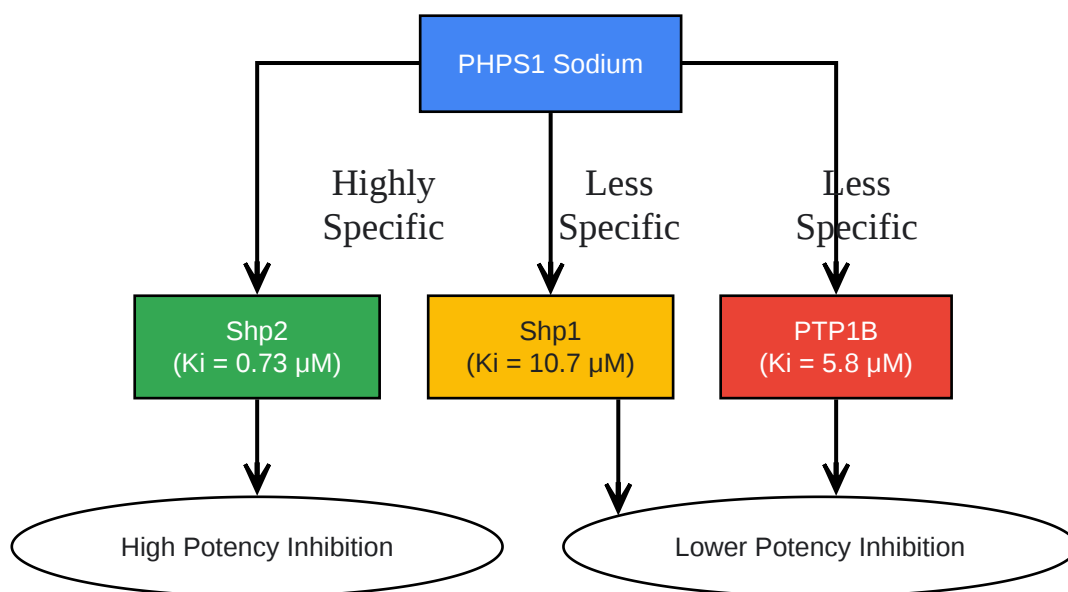 PHPS1 Sodium
Highly
Specific
Less
Specific
Less
Specific
Shp2
(Ki = 0.73 μM)
Shp1
(Ki = 10.7 μM)
PTP1B
(Ki = 5.8 μM)
High Potency Inhibition
Lower Potency Inhibition